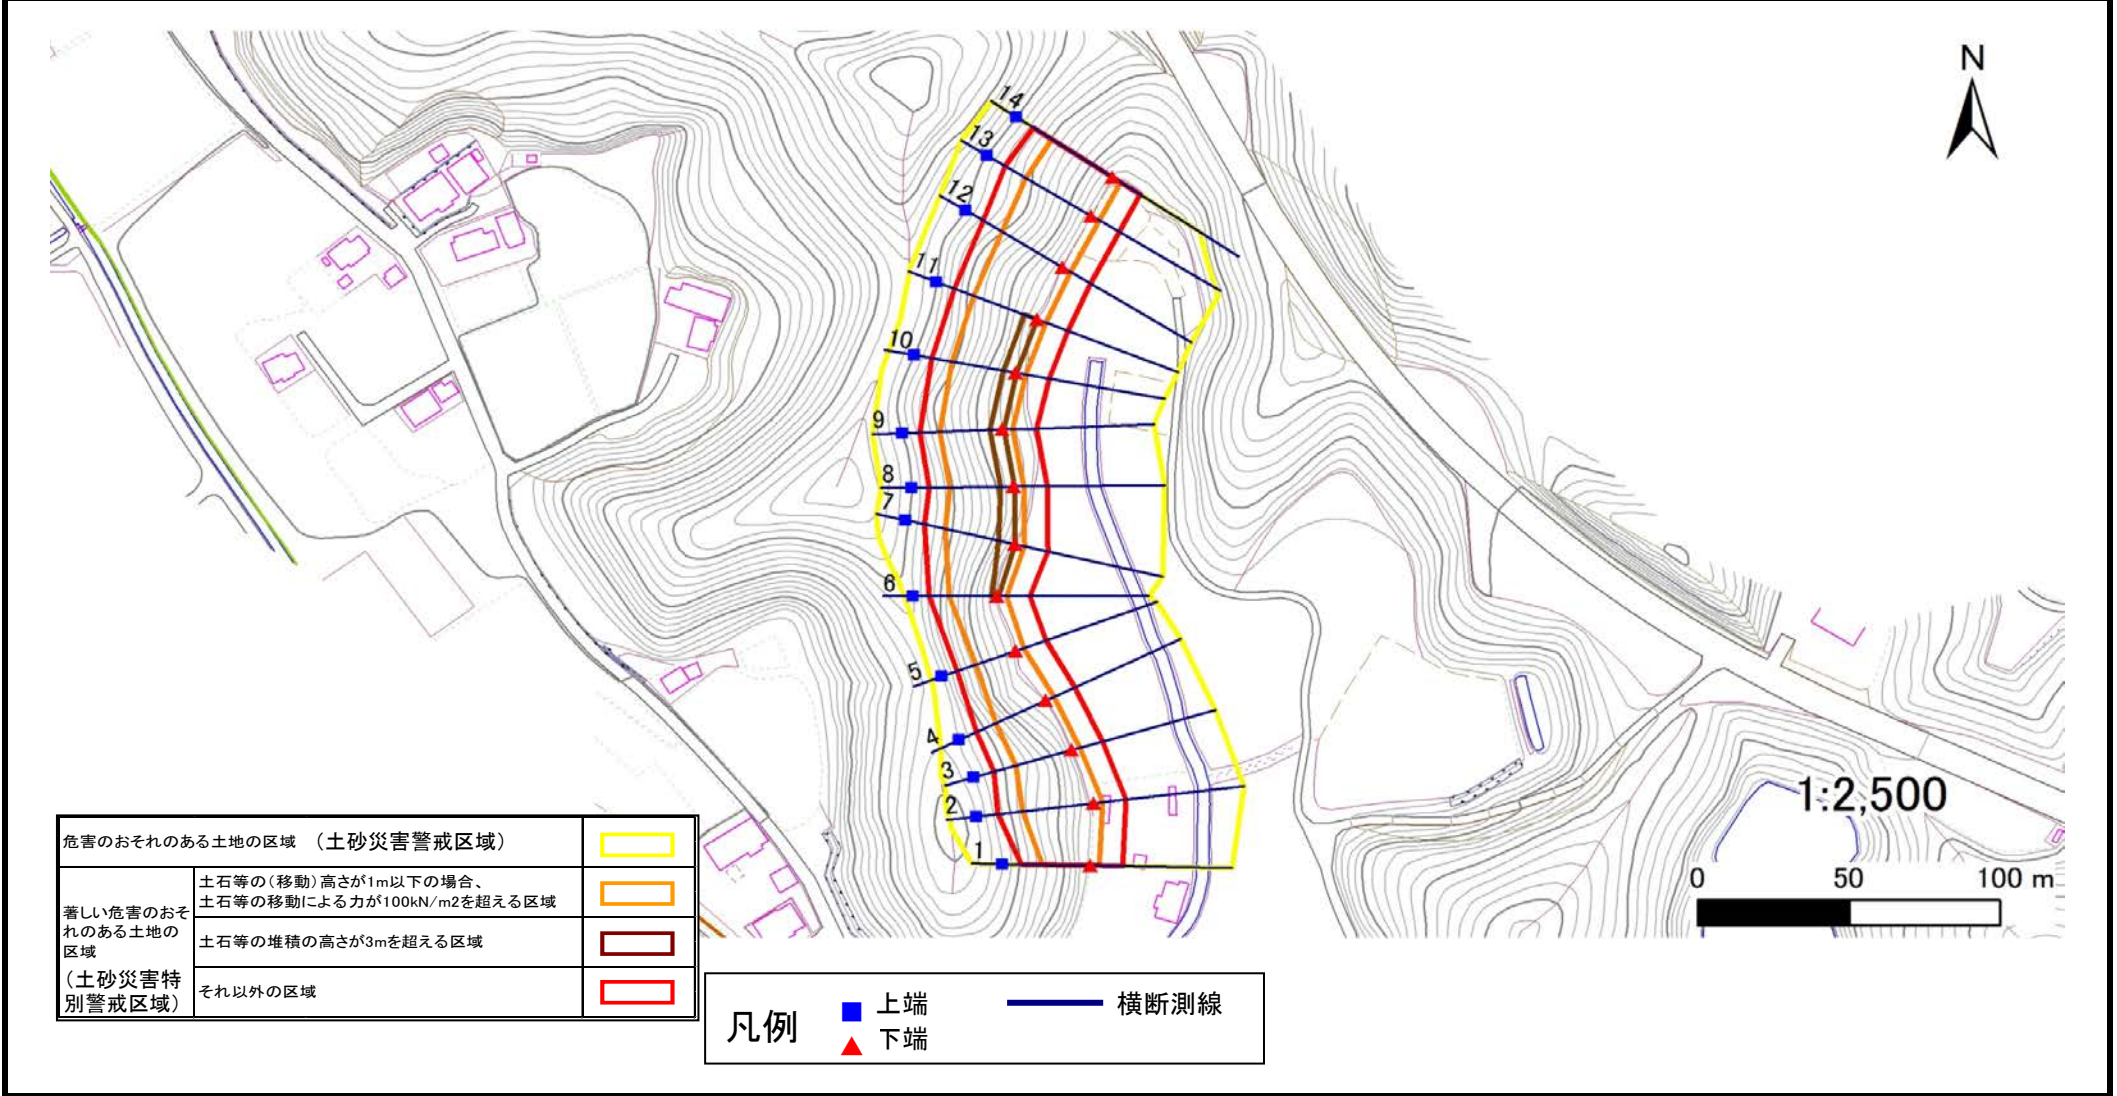 N
14
13
12
11
10
9
8
7
6
5
4
3
2
1
1:2,500
0 50 100 m
危害のおそれのある土地の区域 （土砂災害警戒区域）
著しい危害のおそ
れのある土地の
区域
（土砂災害特
別警戒区域）
土石等の（移動）高さが1m以下の場合、
土石等の移動による力が100kN/m2を超える区域
土石等の堆積の高さが3mを超える区域
それ以外の区域
凡例
上端
下端
横断測線